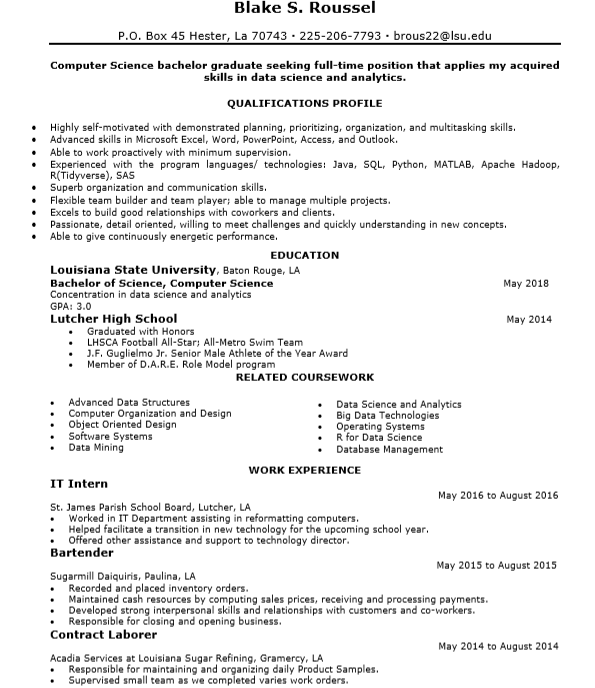 Blake S. Roussel
P.O. Box 45 Hester, La 70743 • 225-206-7793 • brous22@lsu.edu
Computer Science bachelor graduate seeking full-time position that applies my acquired
skills in data science and analytics.
QUALIFICATIONS PROFILE
• Highly self-motivated with demonstrated planning, prioritizing, organization, and multitasking skills.
• Advanced skills in Microsoft Excel, Word, PowerPoint, Access, and Outlook.
• Able to work proactively with minimum supervision.
• Experienced with the program languages/ technologies: Java, SQL, Python, MATLAB, Apache Hadoop,
R(Tidyverse), SAS
• Superb organization and communication skills.
• Flexible team builder and team player; able to manage multiple projects.
• Excels to build good relationships with coworkers and clients.
• Passionate, detail oriented, willing to meet challenges and quickly understanding in new concepts.
• Able to give continuously energetic performance.
EDUCATION
Louisiana State University, Baton Rouge, LA
Bachelor of Science, Computer Science May 2018
Concentration in data science and analytics
GPA: 3.0
Lutcher High School May 2014
• Graduated with Honors
• LHSCA Football All-Star; All-Metro Swim Team
• J.F. Guglielmo Jr. Senior Male Athlete of the Year Award
• Member of D.A.R.E. Role Model program
RELATED COURSEWORK
• Advanced Data Structures
• Computer Organization and Design
• Object Oriented Design
• Software Systems
• Data Mining
• Data Science and Analytics
• Big Data Technologies
• Operating Systems
• R for Data Science
• Database Management
WORK EXPERIENCE
IT Intern
May 2016 to August 2016
St. James Parish School Board, Lutcher, LA
• Worked in IT Department assisting in reformatting computers.
• Helped facilitate a transition in new technology for the upcoming school year.
• Offered other assistance and support to technology director.
Bartender
May 2015 to August 2015
Sugarmill Daiquiris, Paulina, LA
• Recorded and placed inventory orders.
• Maintained cash resources by computing sales prices, receiving and processing payments.
• Developed strong interpersonal skills and relationships with customers and co-workers.
• Responsible for closing and opening business.
Contract Laborer
May 2014 to August 2014
Acadia Services at Louisiana Sugar Refining, Gramercy, LA
• Responsible for maintaining and organizing daily Product Samples.
• Supervised small team as we completed varies work orders.